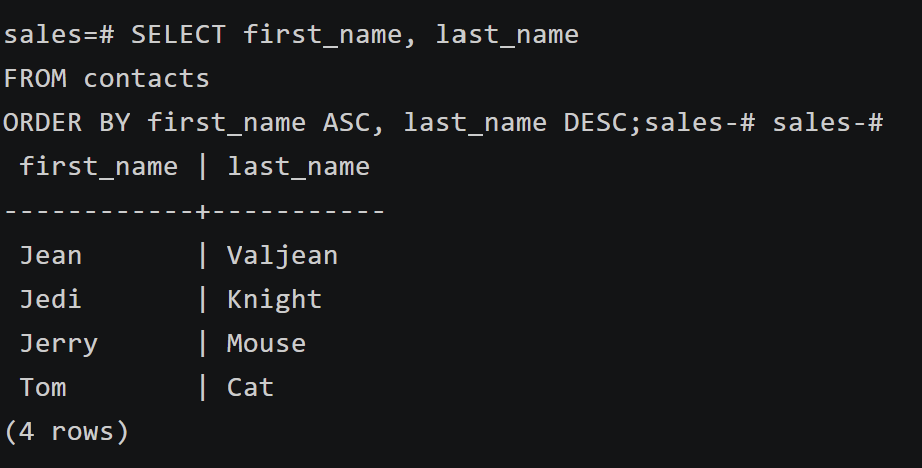 sales=# SELECT first_name, last_name
FROM contacts
ORDER BY first_name ASC, last_name DESC;sales-# sales-#
 first_name | last_name
------------+-----------
 Jean       | Valjean
 Jedi       | Knight
 Jerry      | Mouse
 Tom        | Cat
(4 rows)